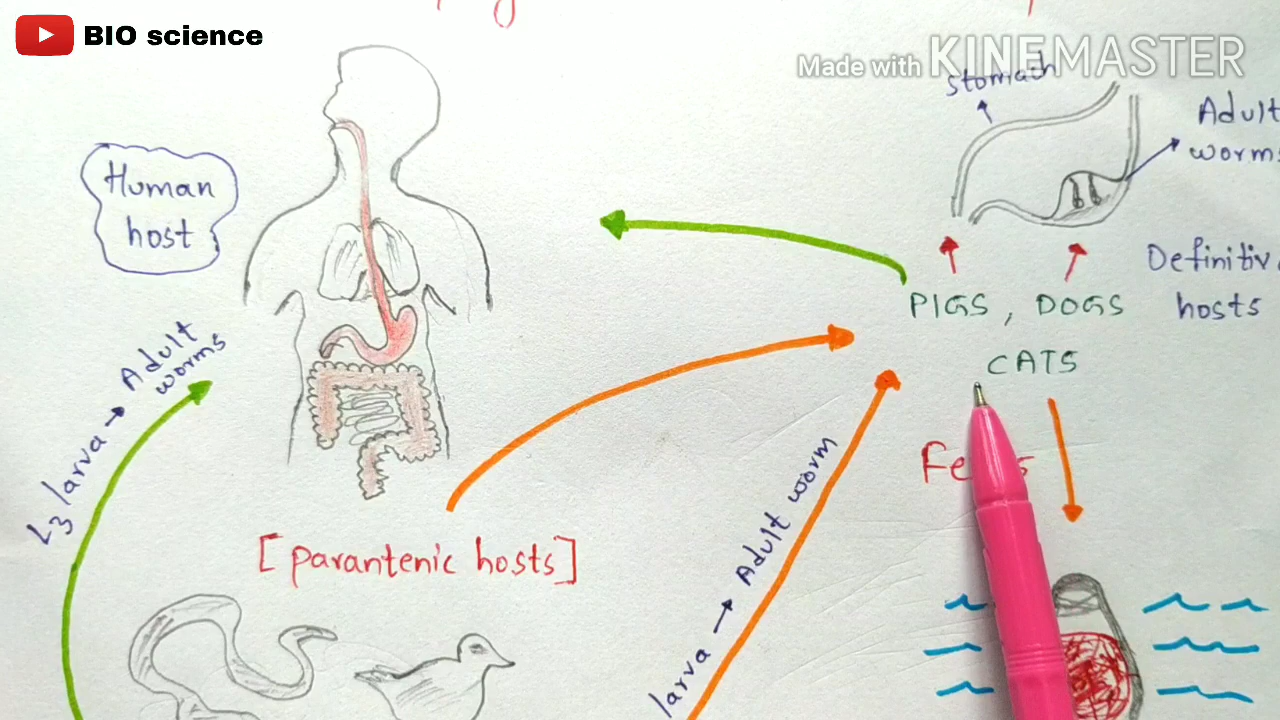 BIO science
Made with KINEMASTER
stomach
Adult
worms
Human
host
Definitiv
hosts
PIGS, DOGS
CATS
L3 larva → Adult
worms
[parantenic hosts]
larva → Adult worm